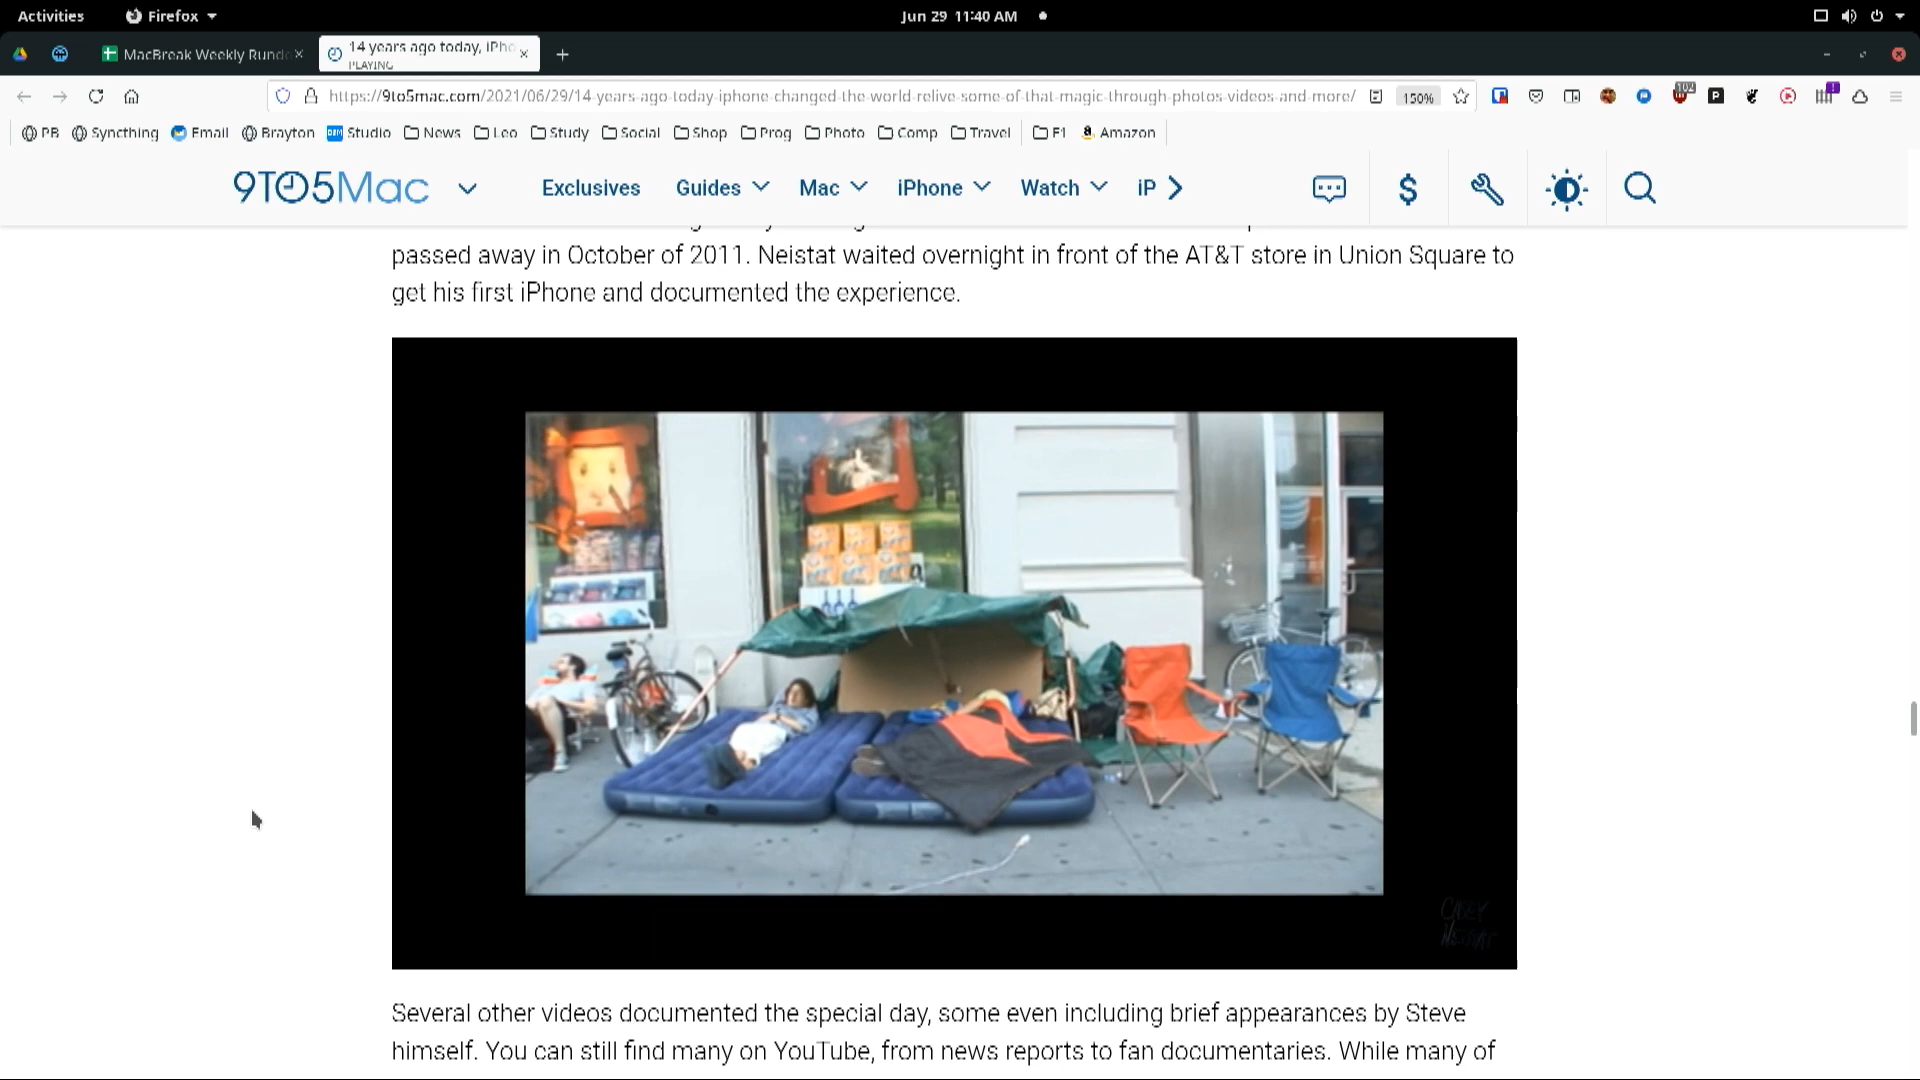 Activities Firefox Jun 29 11:40 AM
MacBreak Weekly Rund 14 years ago today, iPho
PLAYING
https://9to5mac.com/2021/06/29/14-years-ago-today-iphone-changed-the-world-relive-some-of-that-magic-through-photos-videos-and-more/ 150% 102
PB Syncthing Email Brayton Studio News Leo Study Social Shop Prog Photo Comp Travel F1 Amazon
9TO5Mac Exclusives Guides Mac iPhone Watch iP
passed away in October of 2011. Neistat waited overnight in front of the AT&T store in Union Square to
get his first iPhone and documented the experience.
CASEY
NEISTAT
Several other videos documented the special day, some even including brief appearances by Steve
himself. You can still find many on YouTube, from news reports to fan documentaries. While many of